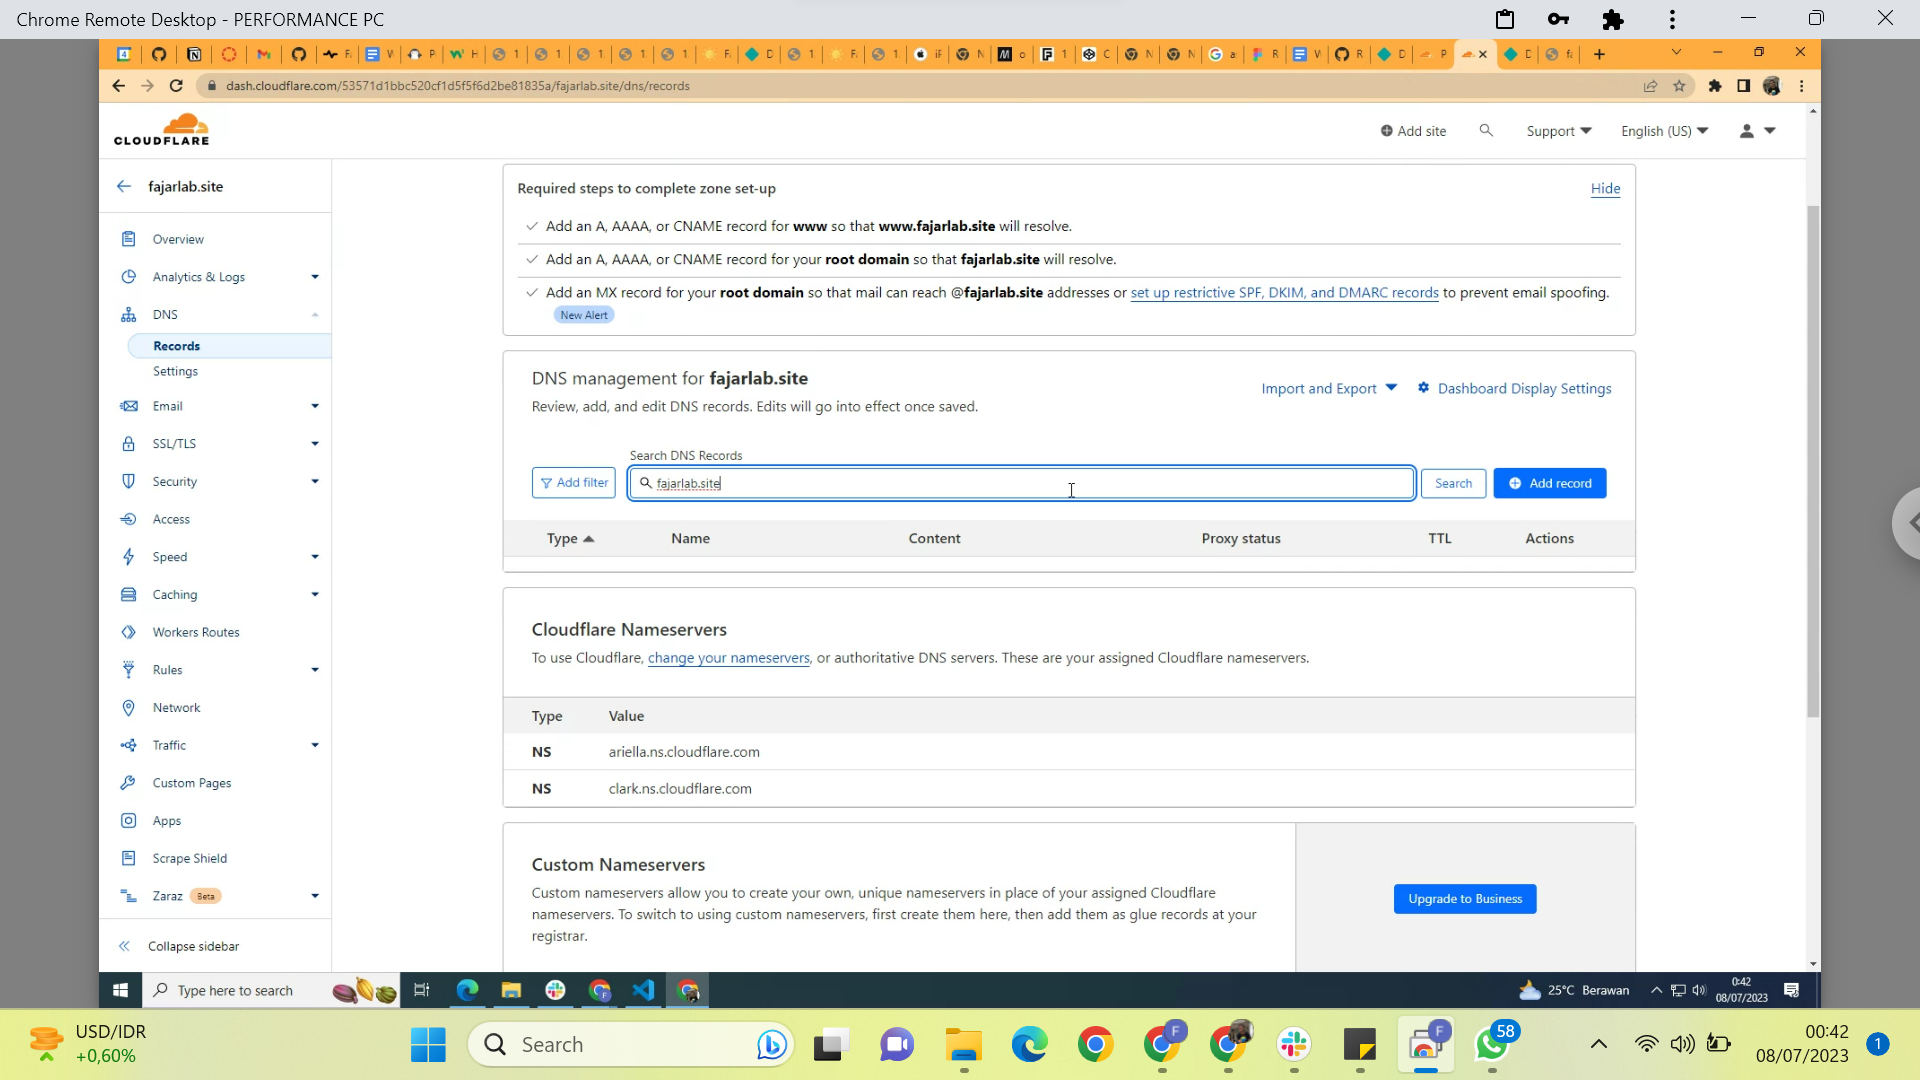 Chrome Remote Desktop - PERFORMANCE PC
dash.cloudflare.com/53571d1bbc520cf1d5f5f6d2be81835a/fajarlab.site/dns/records
CLOUDFLARE
Add site
Support
English (US)
fajarlab.site
Overview
Analytics & Logs
DNS
Records
Settings
Email
SSL/TLS
Security
Access
Speed
Caching
Workers Routes
Rules
Network
Traffic
Custom Pages
Apps
Scrape Shield
Zaraz Beta
Collapse sidebar
Required steps to complete zone set-up
Hide
Add an A, AAAA, or CNAME record for www so that www.fajarlab.site will resolve.
Add an A, AAAA, or CNAME record for your root domain so that fajarlab.site will resolve.
Add an MX record for your root domain so that mail can reach @fajarlab.site addresses or set up restrictive SPF, DKIM, and DMARC records to prevent email spoofing.
New Alert
DNS management for fajarlab.site
Review, add, and edit DNS records. Edits will go into effect once saved.
Import and Export
Dashboard Display Settings
Search DNS Records
Add filter
fajarlab.site
Search
Add record
Type Name Content Proxy status TTL Actions
Cloudflare Nameservers
To use Cloudflare, change your nameservers, or authoritative DNS servers. These are your assigned Cloudflare nameservers.
Type Value
NS ariella.ns.cloudflare.com
NS clark.ns.cloudflare.com
Custom Nameservers
Custom nameservers allow you to create your own, unique nameservers in place of your assigned Cloudflare
nameservers. To switch to using custom nameservers, first create them here, then add them as glue records at your
registrar.
Upgrade to Business
Type here to search
25°C Berawan
0:42
08/07/2023
USD/IDR
+0,60%
Search
F
F
58
00:42
08/07/2023
1